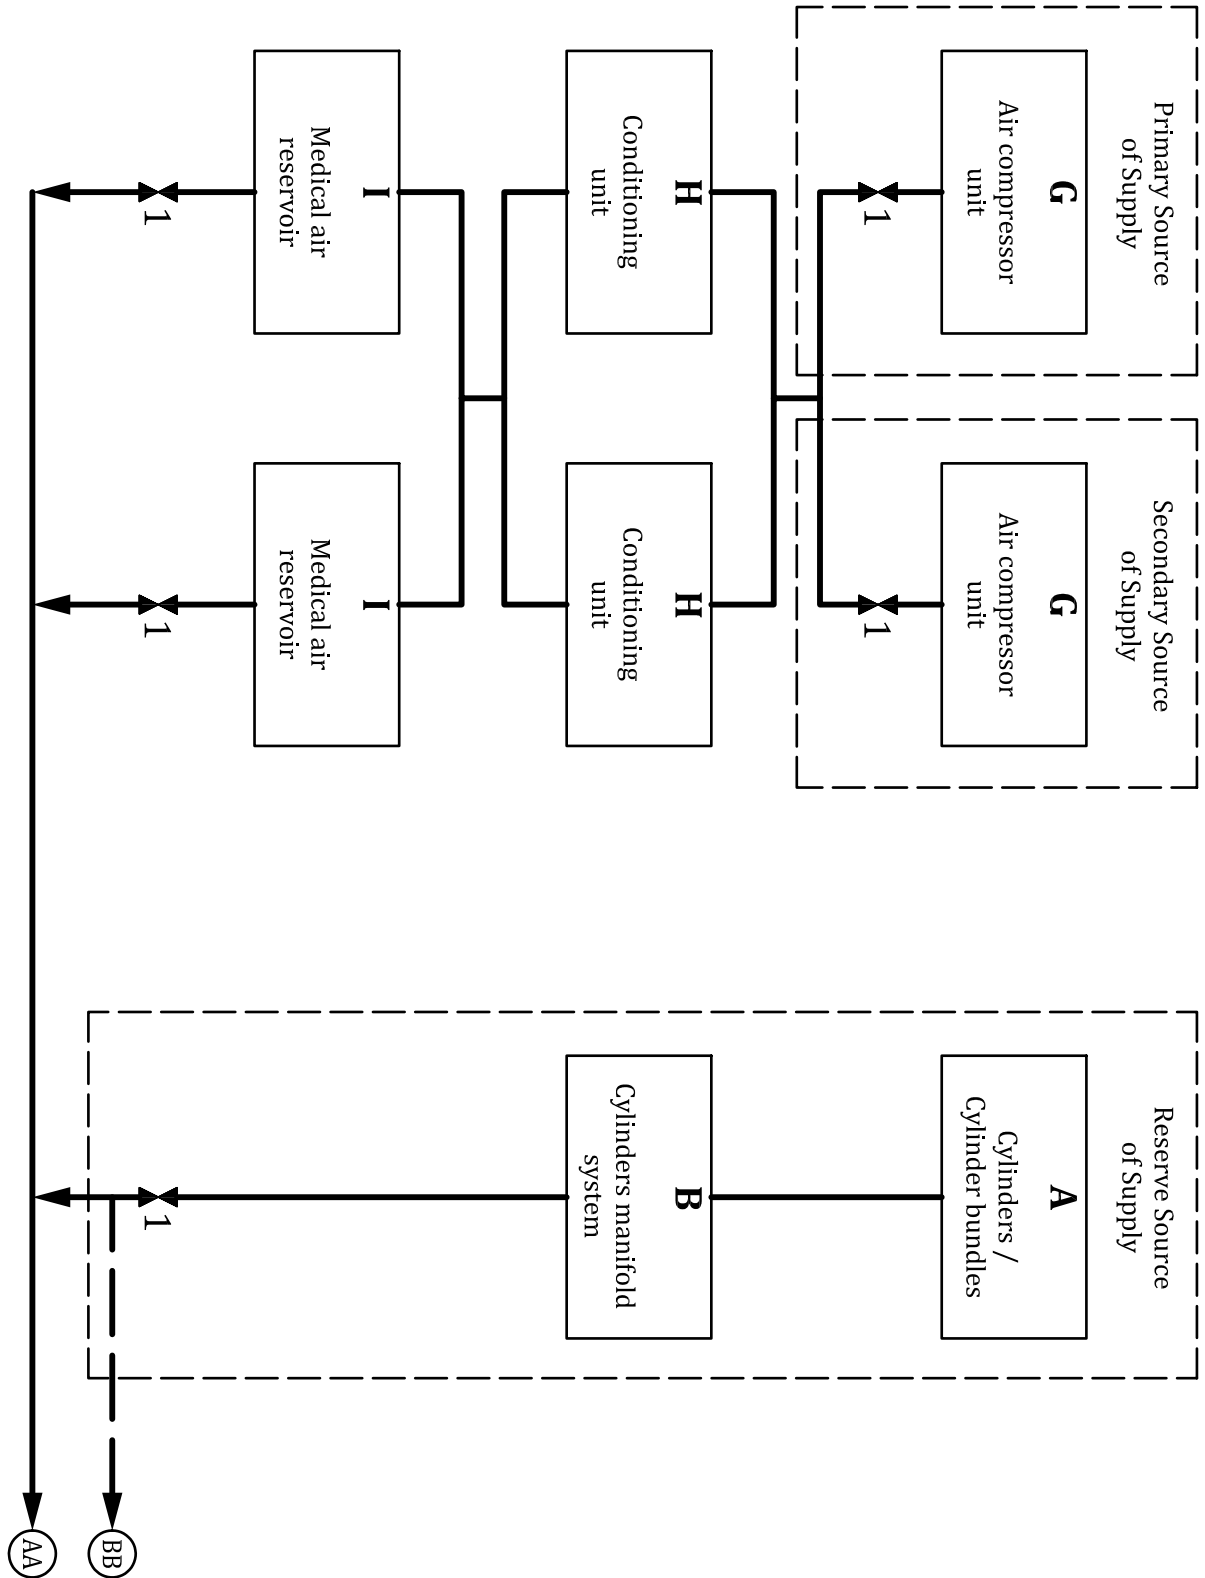 Primary Source
of Supply
G
Air compressor
unit
1
Secondary Source
of Supply
G
Air compressor
unit
1
H
Conditioning
unit
H
Conditioning
unit
I
Medical air
reservoir
1
I
Medical air
reservoir
1
Reserve Source
of Supply
A
Cylinders /
Cylinder bundles
B
Cylinders manifold
system
1
BB
AA